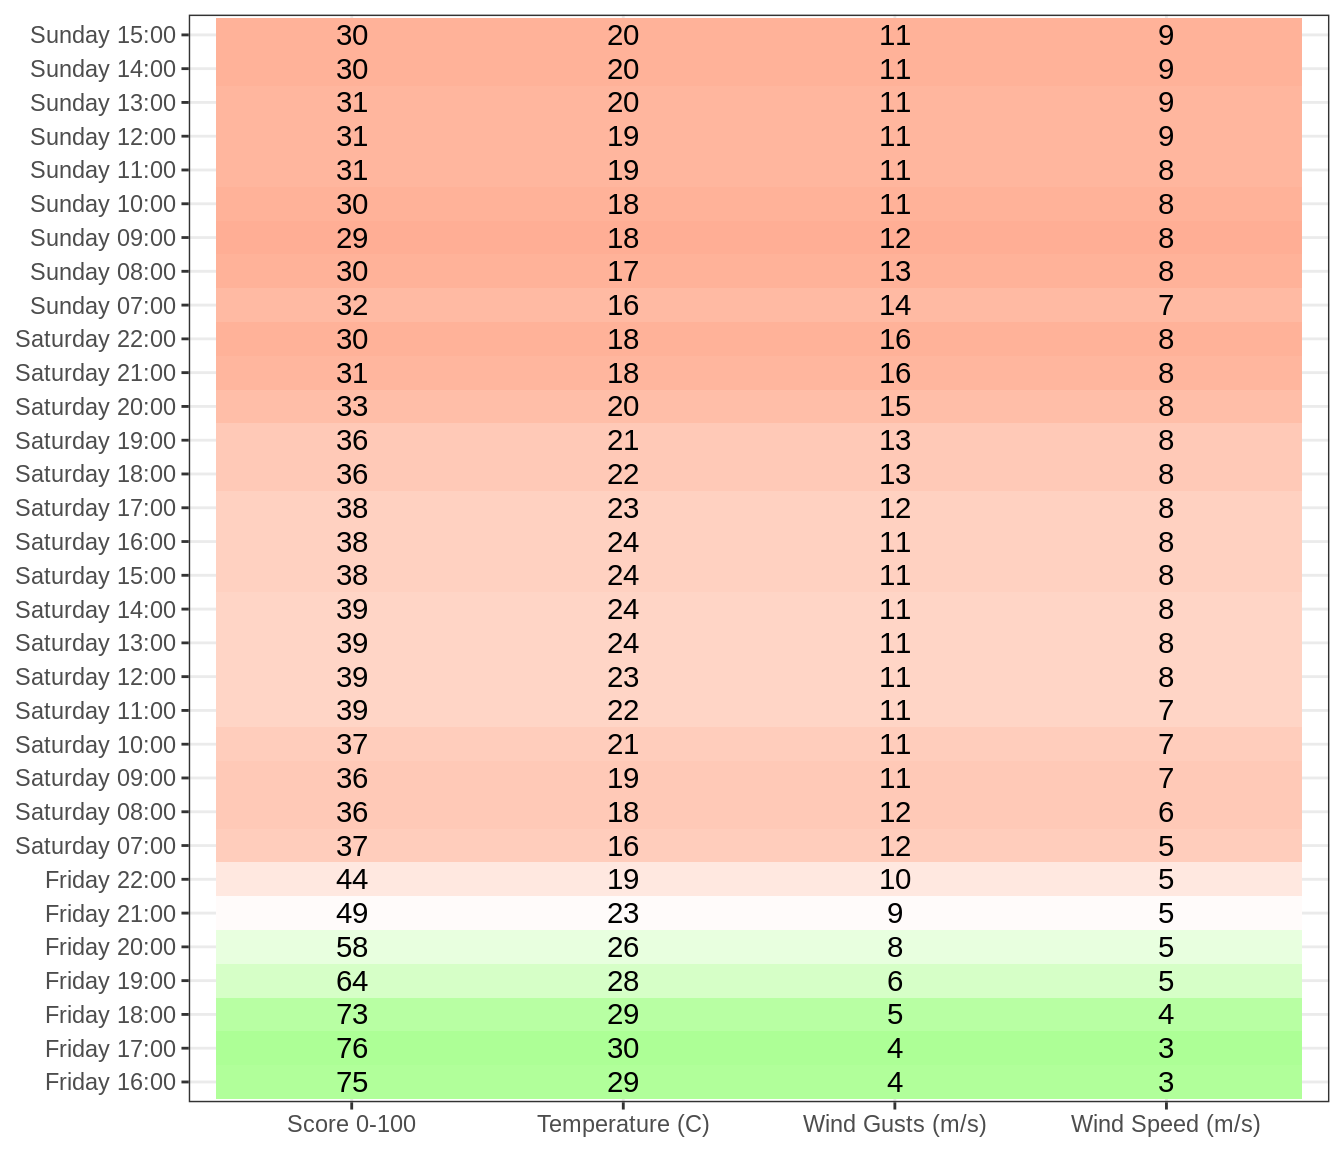 Sunday 15:00 30 20 11 9
Sunday 14:00 30 20 11 9
Sunday 13:00 31 20 11 9
Sunday 12:00 31 19 11 9
Sunday 11:00 31 19 11 8
Sunday 10:00 30 18 11 8
Sunday 09:00 29 18 12 8
Sunday 08:00 30 17 13 8
Sunday 07:00 32 16 14 7
Saturday 22:00 30 18 16 8
Saturday 21:00 31 18 16 8
Saturday 20:00 33 20 15 8
Saturday 19:00 36 21 13 8
Saturday 18:00 36 22 13 8
Saturday 17:00 38 23 12 8
Saturday 16:00 38 24 11 8
Saturday 15:00 38 24 11 8
Saturday 14:00 39 24 11 8
Saturday 13:00 39 24 11 8
Saturday 12:00 39 23 11 8
Saturday 11:00 39 22 11 7
Saturday 10:00 37 21 11 7
Saturday 09:00 36 19 11 7
Saturday 08:00 36 18 12 6
Saturday 07:00 37 16 12 5
Friday 22:00 44 19 10 5
Friday 21:00 49 23 9 5
Friday 20:00 58 26 8 5
Friday 19:00 64 28 6 5
Friday 18:00 73 29 5 4
Friday 17:00 76 30 4 3
Friday 16:00 75 29 4 3
Score 0-100 Temperature (C) Wind Gusts (m/s) Wind Speed (m/s)